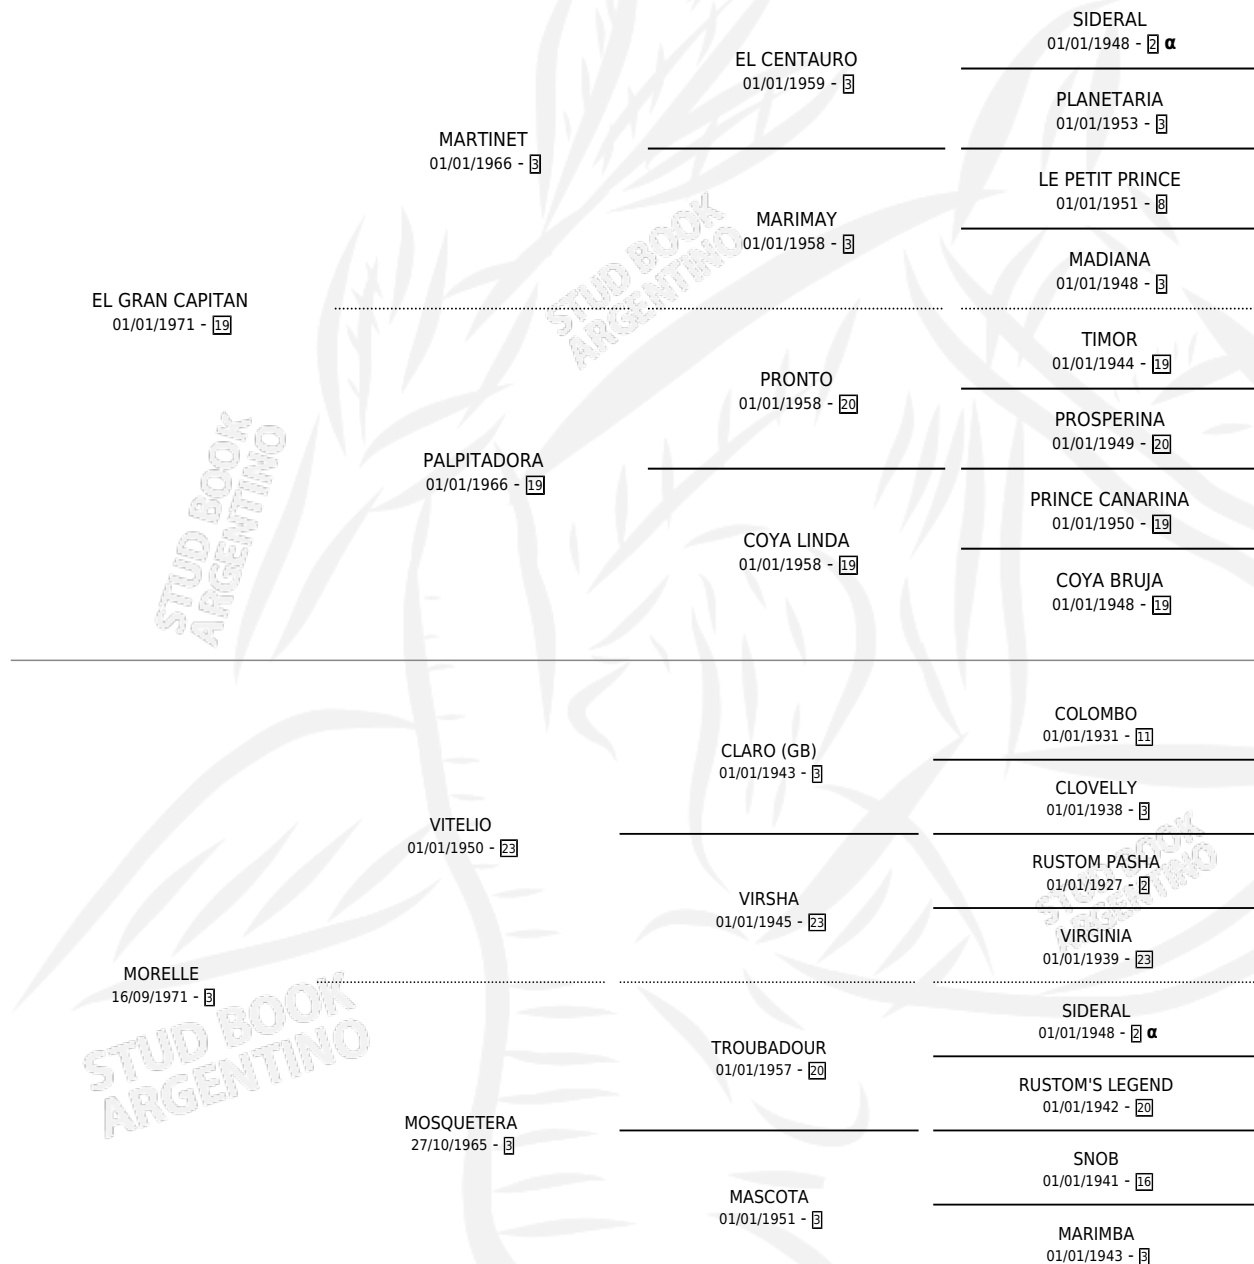 SIDERAL
01/01/1948 - 2 α
EL CENTAURO
01/01/1959 - 3
PLANETARIA
01/01/1953 - 3
MARTINET
01/01/1966 - 3
LE PETIT PRINCE
01/01/1951 - 8
MARIMAY
01/01/1958 - 3
MADIANA
01/01/1948 - 3
EL GRAN CAPITAN
01/01/1971 - 19
TIMOR
01/01/1944 - 19
PRONTO
01/01/1958 - 20
PROSPERINA
01/01/1949 - 20
PALPITADORA
01/01/1966 - 19
PRINCE CANARINA
01/01/1950 - 19
COYA LINDA
01/01/1958 - 19
COYA BRUJA
01/01/1948 - 19
COLOMBO
01/01/1931 - 11
CLARO (GB)
01/01/1943 - 3
CLOVELLY
01/01/1938 - 3
VITELIO
01/01/1950 - 23
RUSTOM PASHA
01/01/1927 - 2
VIRSHA
01/01/1945 - 23
VIRGINIA
01/01/1939 - 23
MORELLE
16/09/1971 - 3
SIDERAL
01/01/1948 - 2 α
TROUBADOUR
01/01/1957 - 20
RUSTOM'S LEGEND
01/01/1942 - 20
MOSQUETERA
27/10/1965 - 3
SNOB
01/01/1941 - 16
MASCOTA
01/01/1951 - 3
MARIMBA
01/01/1943 - 3
STUD BOOK
ARGENTINO
STUD BOOK
ARGENTINO
STUD BOOK
ARGENTINO
STUD BOOK
ARGENTINO